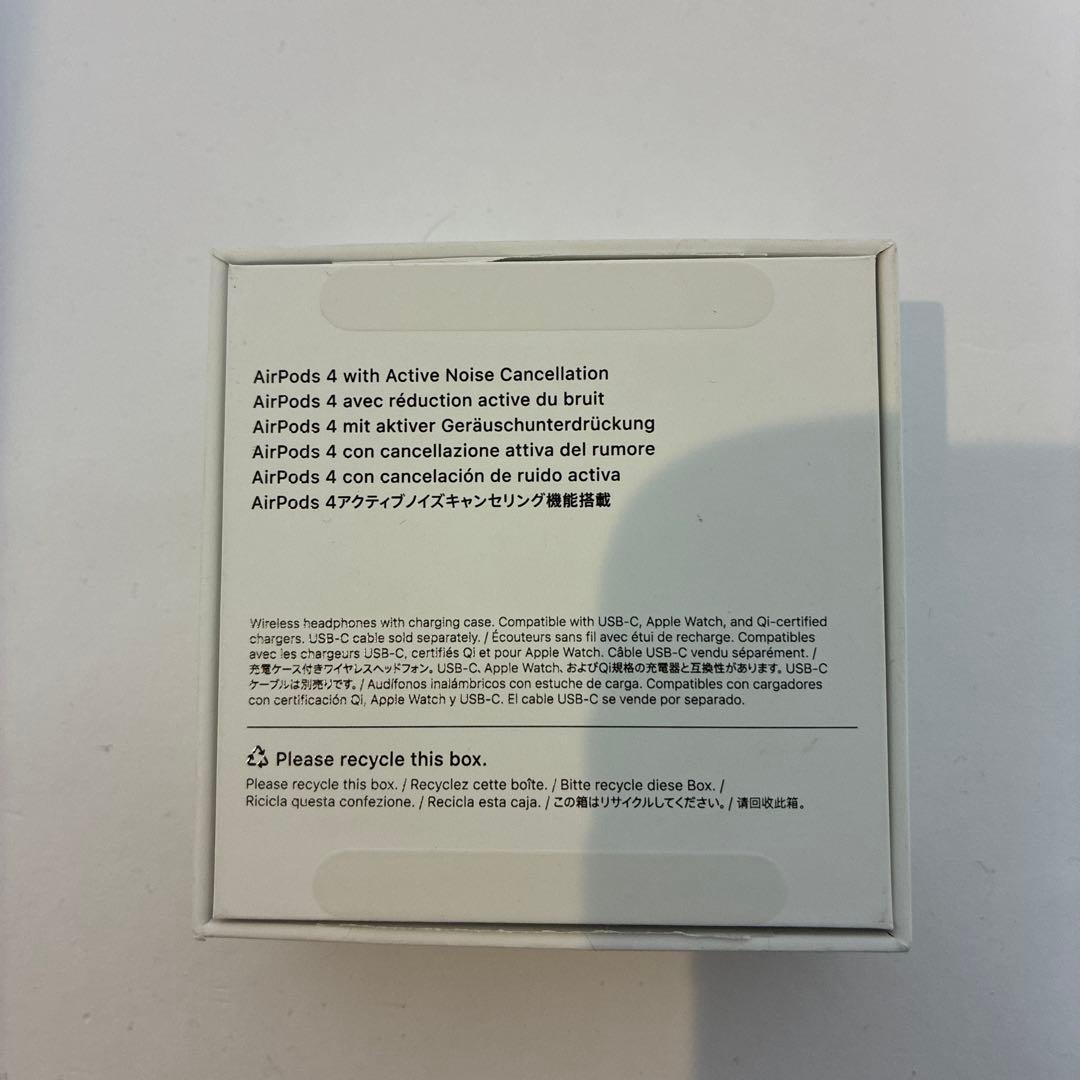 AirPods 4 with Active Noise Cancellation
AirPods 4 avec réduction active du bruit
AirPods 4 mit aktiver Geräuschunterdrückung
AirPods 4 con cancellazione attiva del rumore
AirPods 4 con cancelación de ruido activa
AirPods 4アクティブノイズキャンセリング機能搭載
Wireless headphones with charging case. Compatible with USB-C, Apple Watch, and Qi-certified
chargers. USB-C cable sold separately. / Écouteurs sans fil avec étui de recharge. Compatibles
avec les chargeurs USB-C, certifiés Qi et pour Apple Watch. Câble USB-C vendu séparément. /
充電ケース付きワイヤレスヘッドフォン。USB-C、Apple Watch、およびQi規格の充電器と互換性があります。USB-C
ケーブルは別売りです。/ Audífonos inalámbricos con estuche de carga. Compatibles con cargadores
con certificación Qi, Apple Watch y USB-C. El cable USB-C se vende por separado.
Please recycle this box.
Please recycle this box. / Recyclez cette boîte. / Bitte recycle diese Box. /
Ricicla questa confezione. / Recicla esta caja. / この箱はリサイクルしてください。/ 请回收此箱。